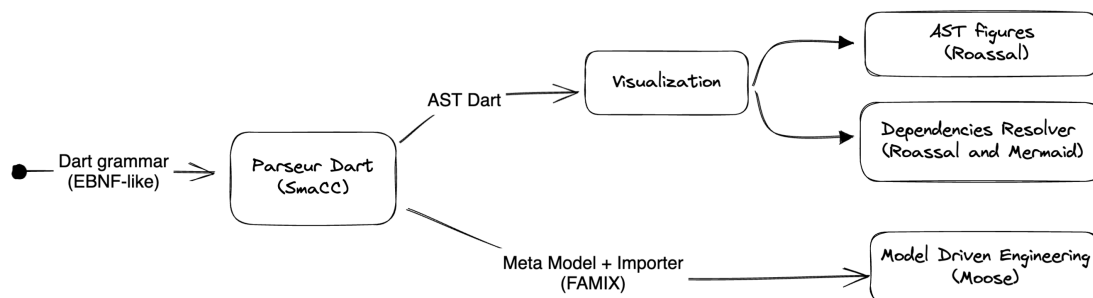 Dart grammar
(EBNF-like)
Parseur Dart
(SmaCC)
AST Dart
Visualization
AST figures
(Roassal)
Dependencies Resolver
(Roassal and Mermaid)
Meta Model + Importer
(FAMIX)
Model Driven Engineering
(Moose)